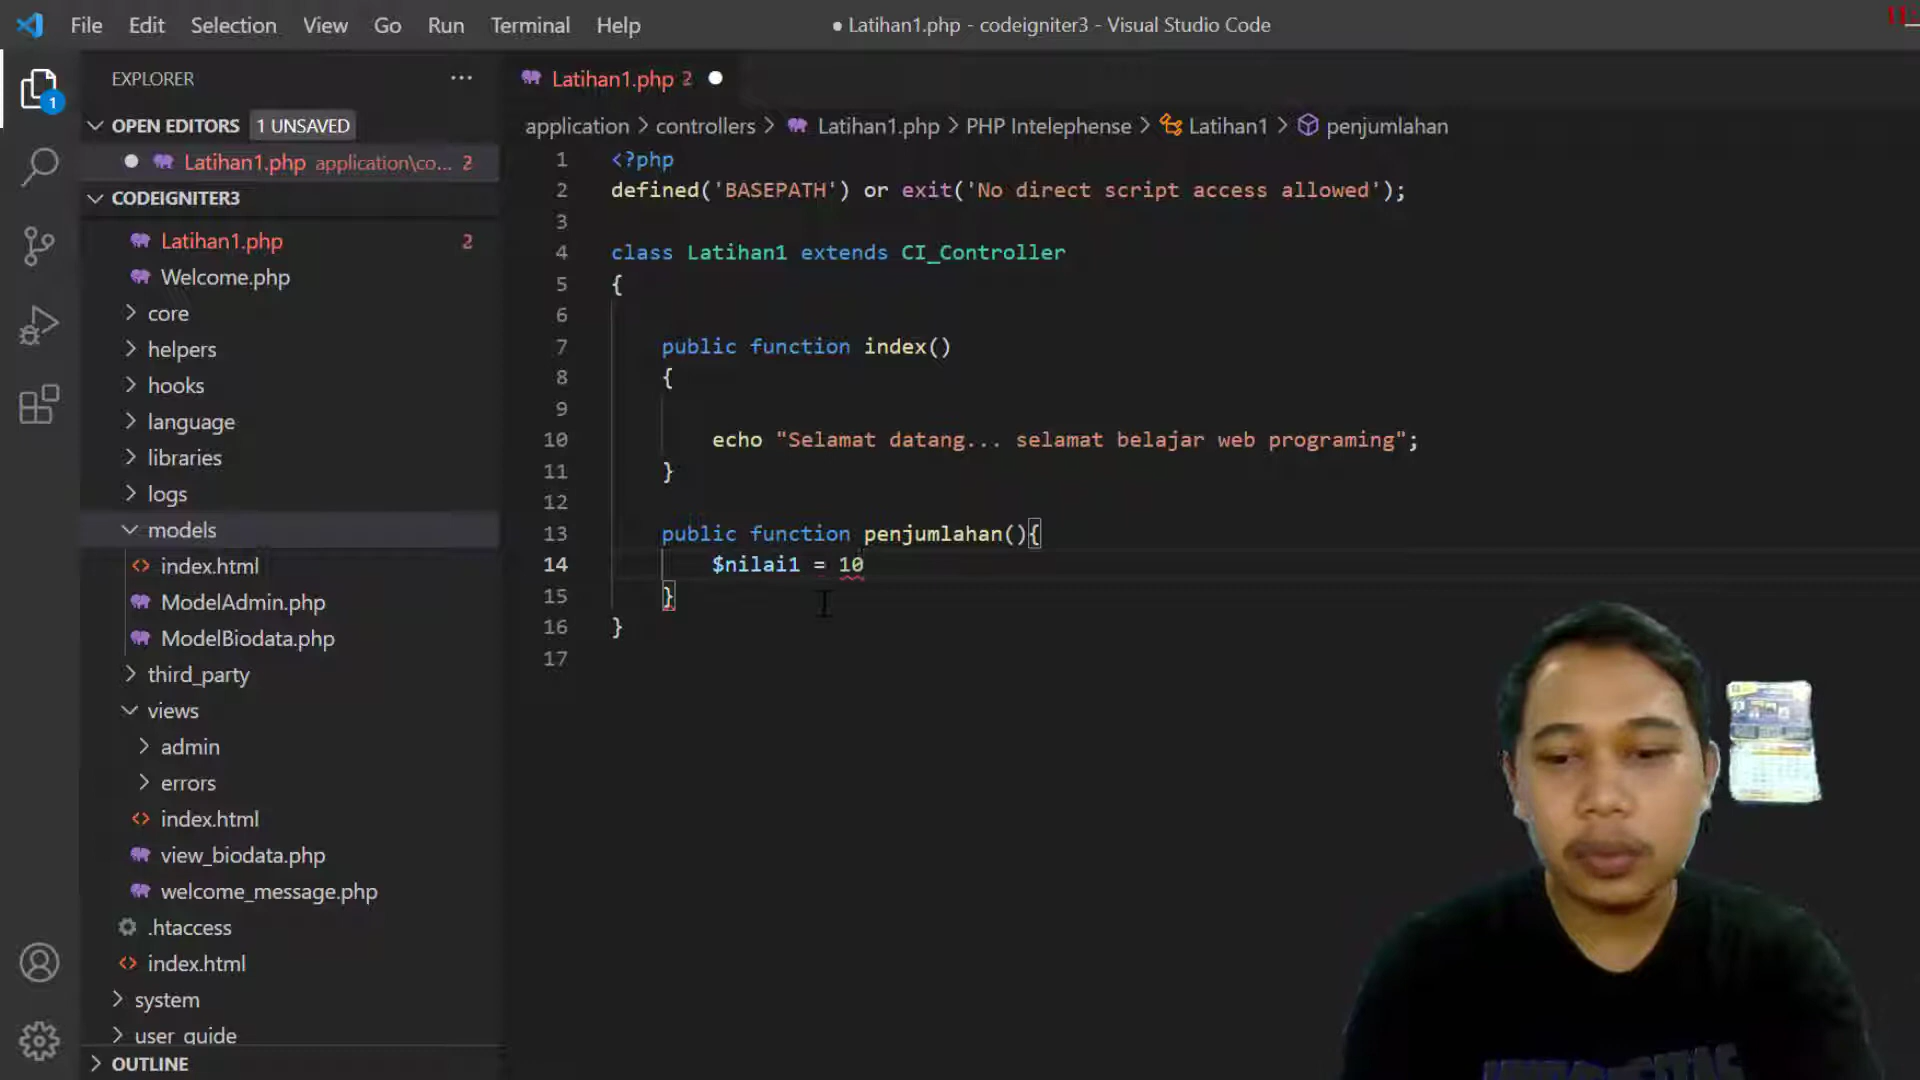 File Edit Selection View Go Run Terminal Help
● Latihan1.php - codeigniter3 - Visual Studio Code
EXPLORER ...
Latihan1.php 2 ●
OPEN EDITORS 1 UNSAVED
application > controllers > Latihan1.php > PHP Intelephense > Latihan1 > penjumlahan
● Latihan1.php application\co... 2
CODEIGNITER3
Latihan1.php 2
Welcome.php
core
helpers
hooks
language
libraries
logs
models
index.html
ModelAdmin.php
ModelBiodata.php
third_party
views
admin
errors
index.html
view_biodata.php
welcome_message.php
.htaccess
index.html
system
user_guide
OUTLINE
1
1 <?php
2 defined('BASEPATH') or exit('No direct script access allowed');
3
4 class Latihan1 extends CI_Controller
5 {
6
7 public function index()
8 {
9
10 echo "Selamat datang... selamat belajar web programing";
11 }
12
13 public function penjumlahan(){
14 $nilai1 = 10
15 }
16 }
17